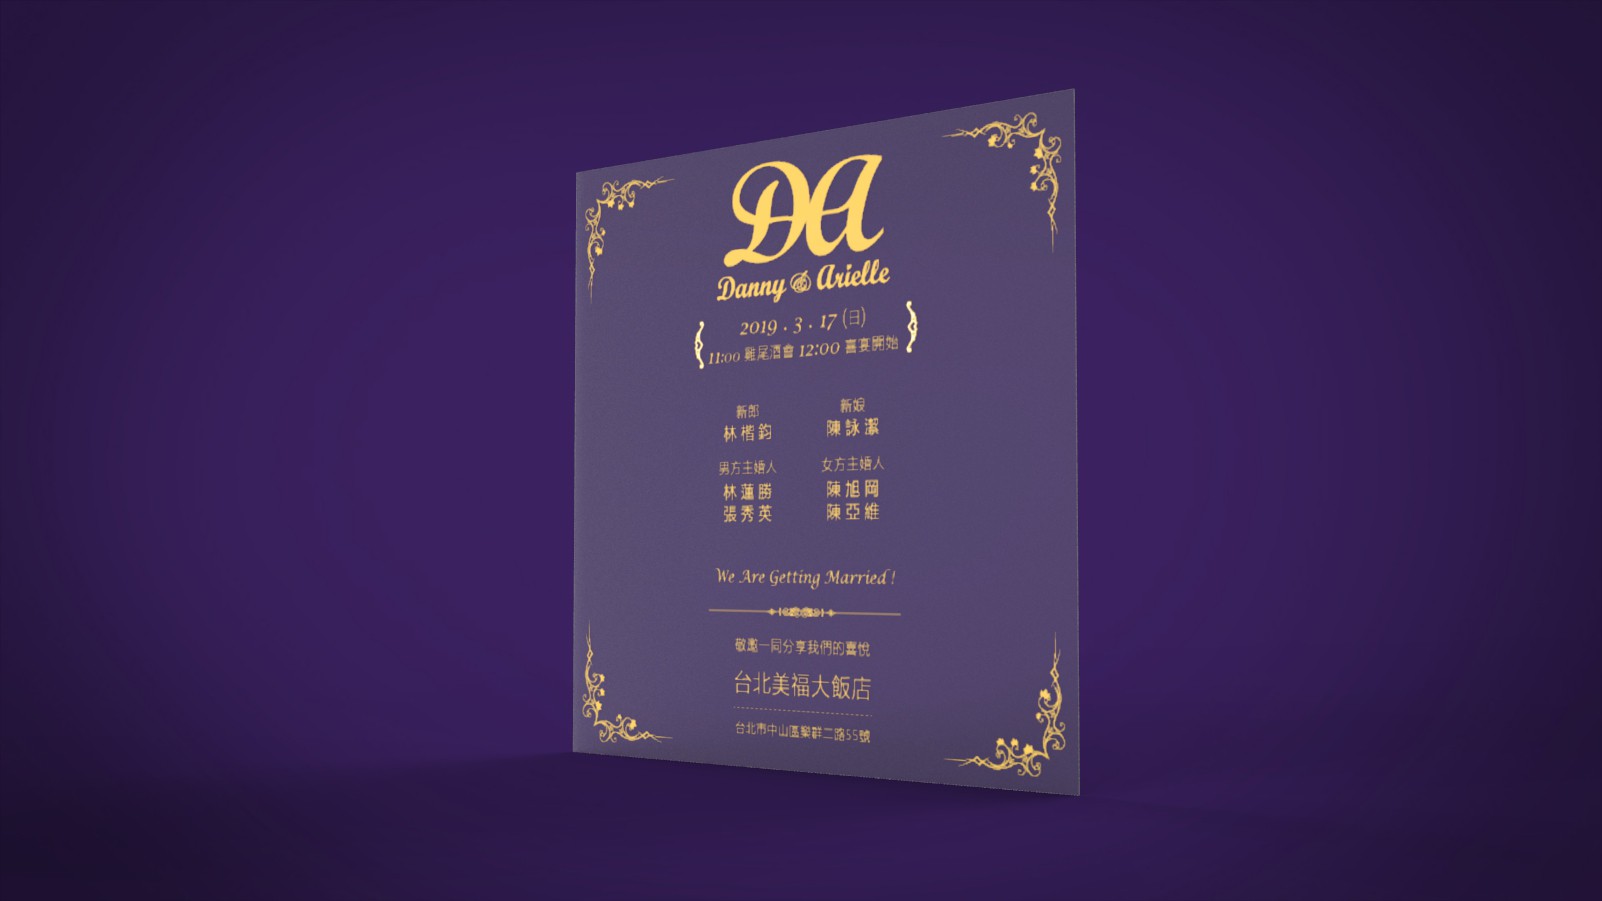 DA
Danny & Arielle
2019 . 3 . 17 (日)
11:00 雞尾酒會 12:00 喜宴開始
新郎 新娘
林楷鈞 陳詠潔
男方主婚人 女方主婚人
林蓮勝 陳旭岡
張秀英 陳亞維
We Are Getting Married !
敬邀一同分享我們的喜悅
台北美福大飯店
台北市中山區樂群二路55號